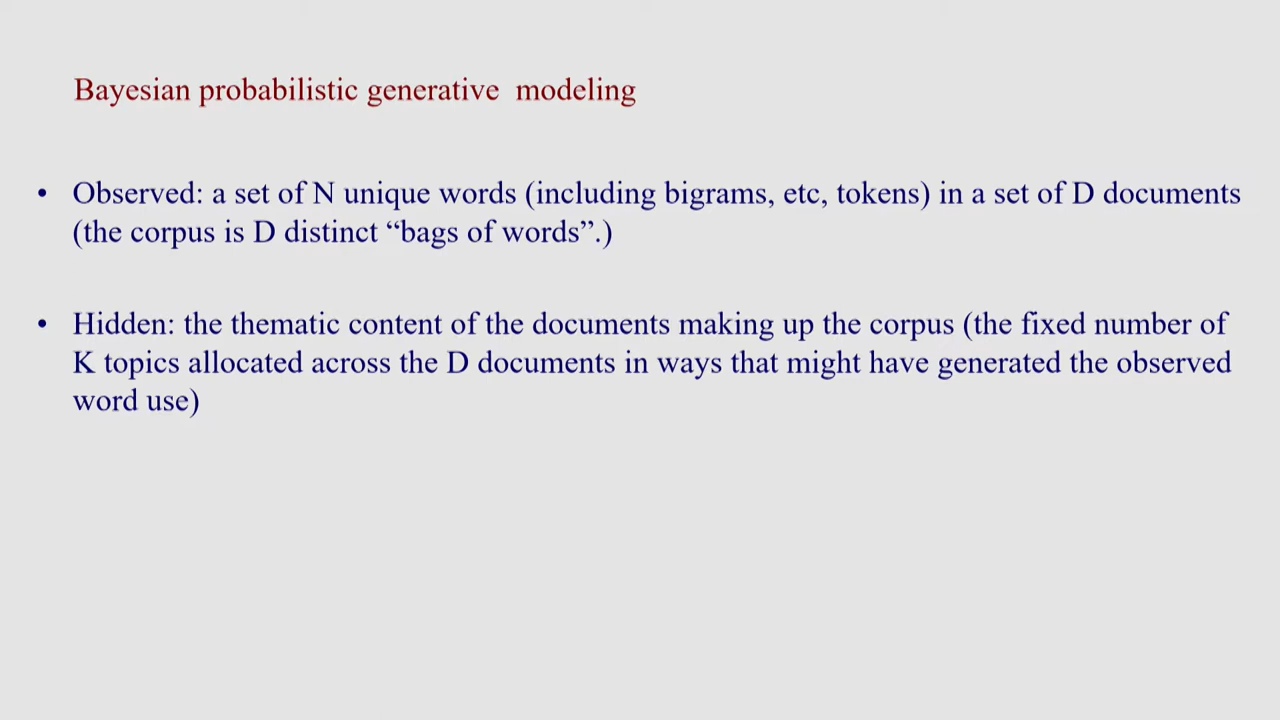 Bayesian probabilistic generative  modeling
• Observed: a set of N unique words (including bigrams, etc, tokens) in a set of D documents
(the corpus is D distinct “bags of words”.)
• Hidden: the thematic content of the documents making up the corpus (the fixed number of
K topics allocated across the D documents in ways that might have generated the observed
word use)